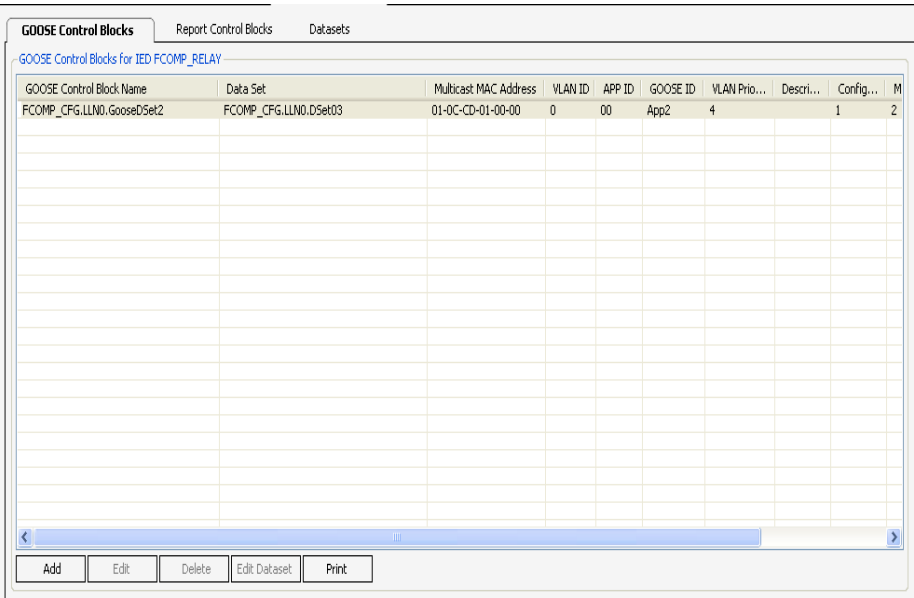 GOOSE Control Blocks Report Control Blocks Datasets
GOOSE Control Blocks for IED FCOMP_RELAY
GOOSE Control Block Name Data Set Multicast MAC Address VLAN ID APP ID GOOSE ID VLAN Prio... Descri... Config... M
FCOMP_CFG.LLN0.GooseDSet2 FCOMP_CFG.LLN0.DSet03 01-0C-CD-01-00-00 0 00 App2 4 1 2
Add Edit Delete Edit Dataset Print